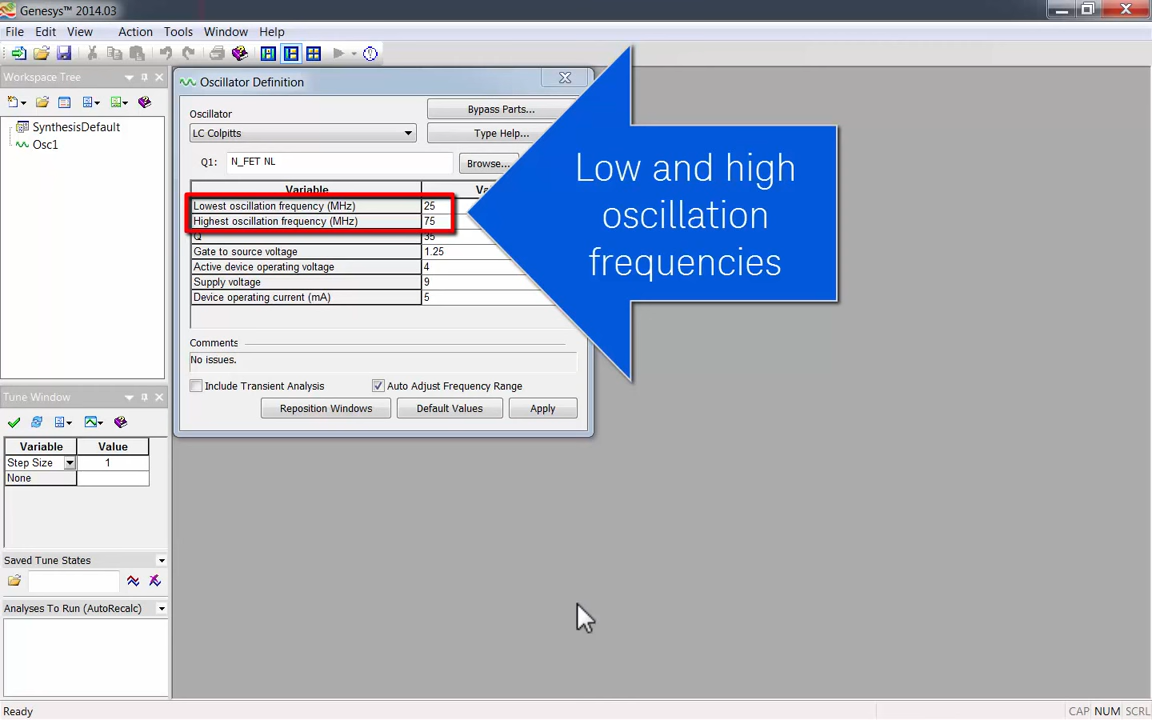 Genesys™ 2014.03
File Edit View Action Tools Window Help
Workspace Tree
SynthesisDefault
Osc1
Oscillator Definition
Oscillator
Bypass Parts...
LC Colpitts
Type Help...
Q1: N_FET NL
Browse...
Variable
Lowest oscillation frequency (MHz) 25
Highest oscillation frequency (MHz) 75
Q 35
Gate to source voltage 1.25
Active device operating voltage 4
Supply voltage 9
Device operating current (mA) 5
Comments
No issues.
Include Transient Analysis Auto Adjust Frequency Range
Reposition Windows Default Values Apply
Low and high
oscillation
frequencies
Tune Window
Variable Value
Step Size 1
None
Saved Tune States
Analyses To Run (AutoRecalc)
Ready
CAP NUM SCRL